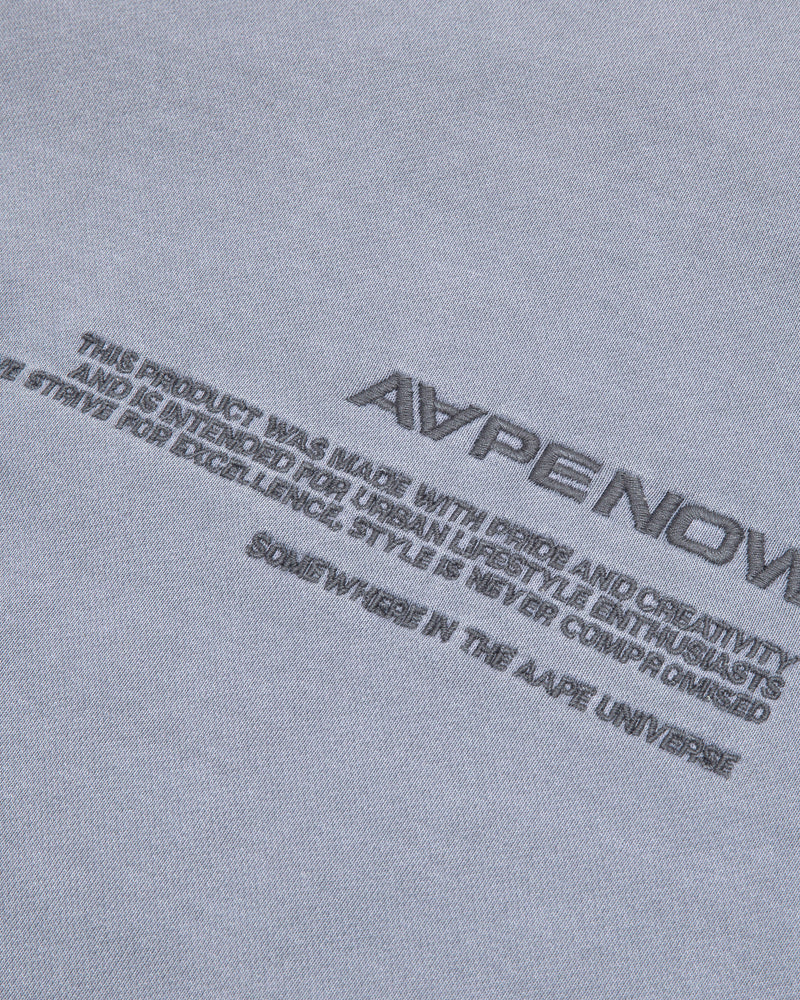 AAPE NOW
THIS PRODUCT WAS MADE WITH PRIDE AND CREATIVITY
AND IS INTENDED FOR URBAN LIFESTYLE ENTHUSIASTS
STRIVE FOR EXCELLENCE. STYLE IS NEVER COMPROMISED
SOMEWHERE IN THE AAPE UNIVERSE